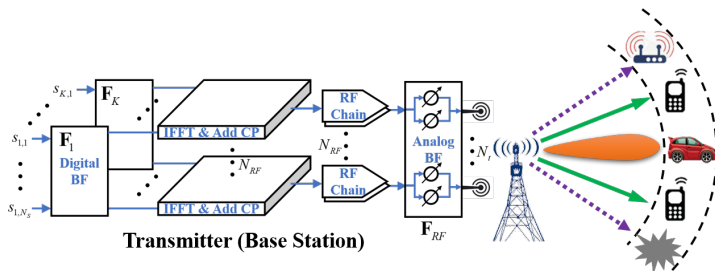 s_{K,1}
F_K
s_{1,1}
F_1
Digital
BF
s_{1,N_S}
IFFT & Add CP
N_{RF}
IFFT & Add CP
RF
Chain
N_{RF}
RF
Chain
Analog
BF
F_{RF}
N_t
Transmitter (Base Station)